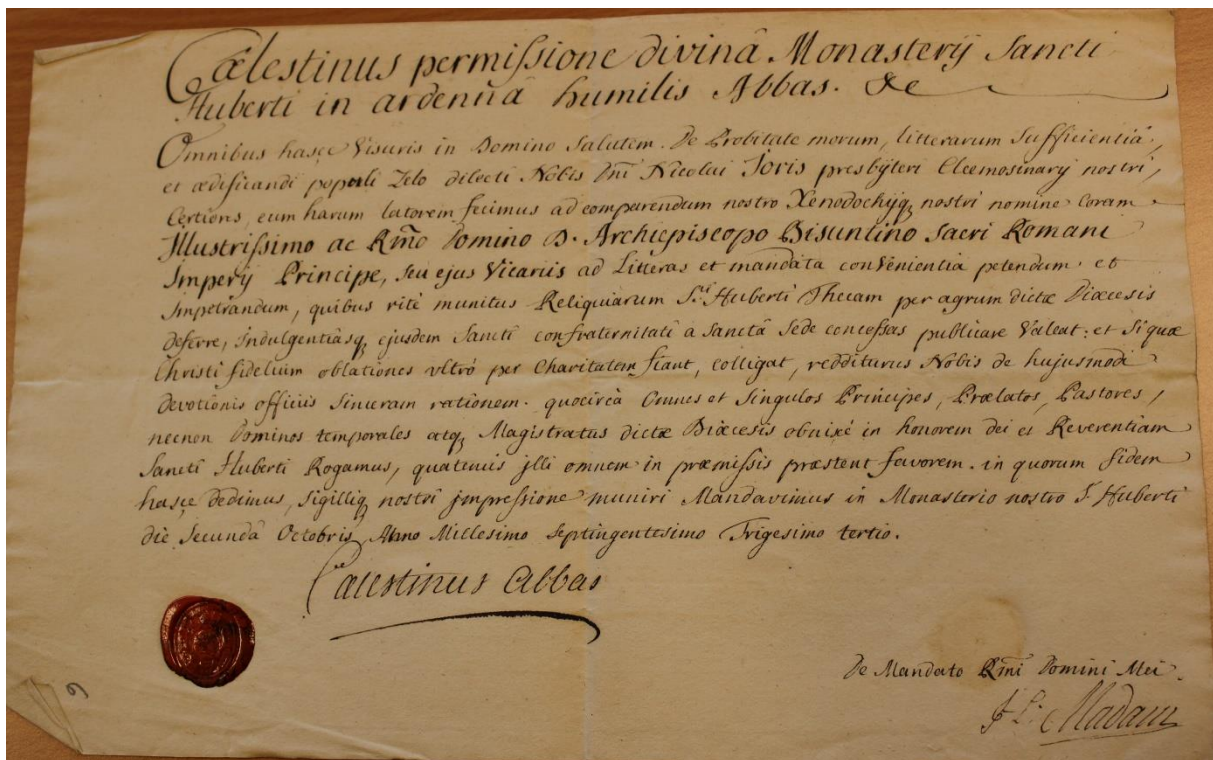 Cœlestinus permissione divinâ Monasterij Sancti
Huberti in ardennâ humilis Abbas. &c
Omnibus hasce Visuris in Domino Salutem. De Probitate morum, litterarum Sufficientiâ,
et ædificandi populi Zelo dilecti Nobis Dni Nicolai Joris presbyteri Eleemosinarij nostri,
Certiores, eum harum latorem fecimus ad comparendum nostro Xenodochijq, nostri nomine coram
Illustrissimo ac Rmo Domino D. Archiepiscopo Bisuntino Sacri Romani
Imperij Principe, seu ejus Vicariis ad Litteras et mandata convenientia petendum et
Impetrandum, quibus rité munitus Reliquiarum Sti Huberti Thecam per agrum dictæ Diœcesis
deferre, indulgentiasq, ejusdem Sancti confraternitati à Sanctâ Sede concessas publicare Valeat: et Si quæ
Christi fidelium oblationes vltró per Charitatem fiant, colligat, redditurus Nobis de hujusmodi
devotionis officiis Sinceram rationem. quocircà Omnes et Singulos Principes, Prælatos, Pastores,
necnon Dominos temporales atq, Magistratus dictæ Diœcesis obnixé in honorem dei et Reverentiam
Sancti Huberti Rogamus, quatenus jlli omnem in præmissis præstent favorem. in quorum fidem
hasce dedimus, Sigilliq, nostri jmpressione muniri Mandavimus in Monasterio nostro S. Huberti
die Secundâ Octobris Anno Millesimo Septingentesimo Trigesimo tertio.
Cœlestinus Abbas
De Mandato Rmi Domini Mei.
9